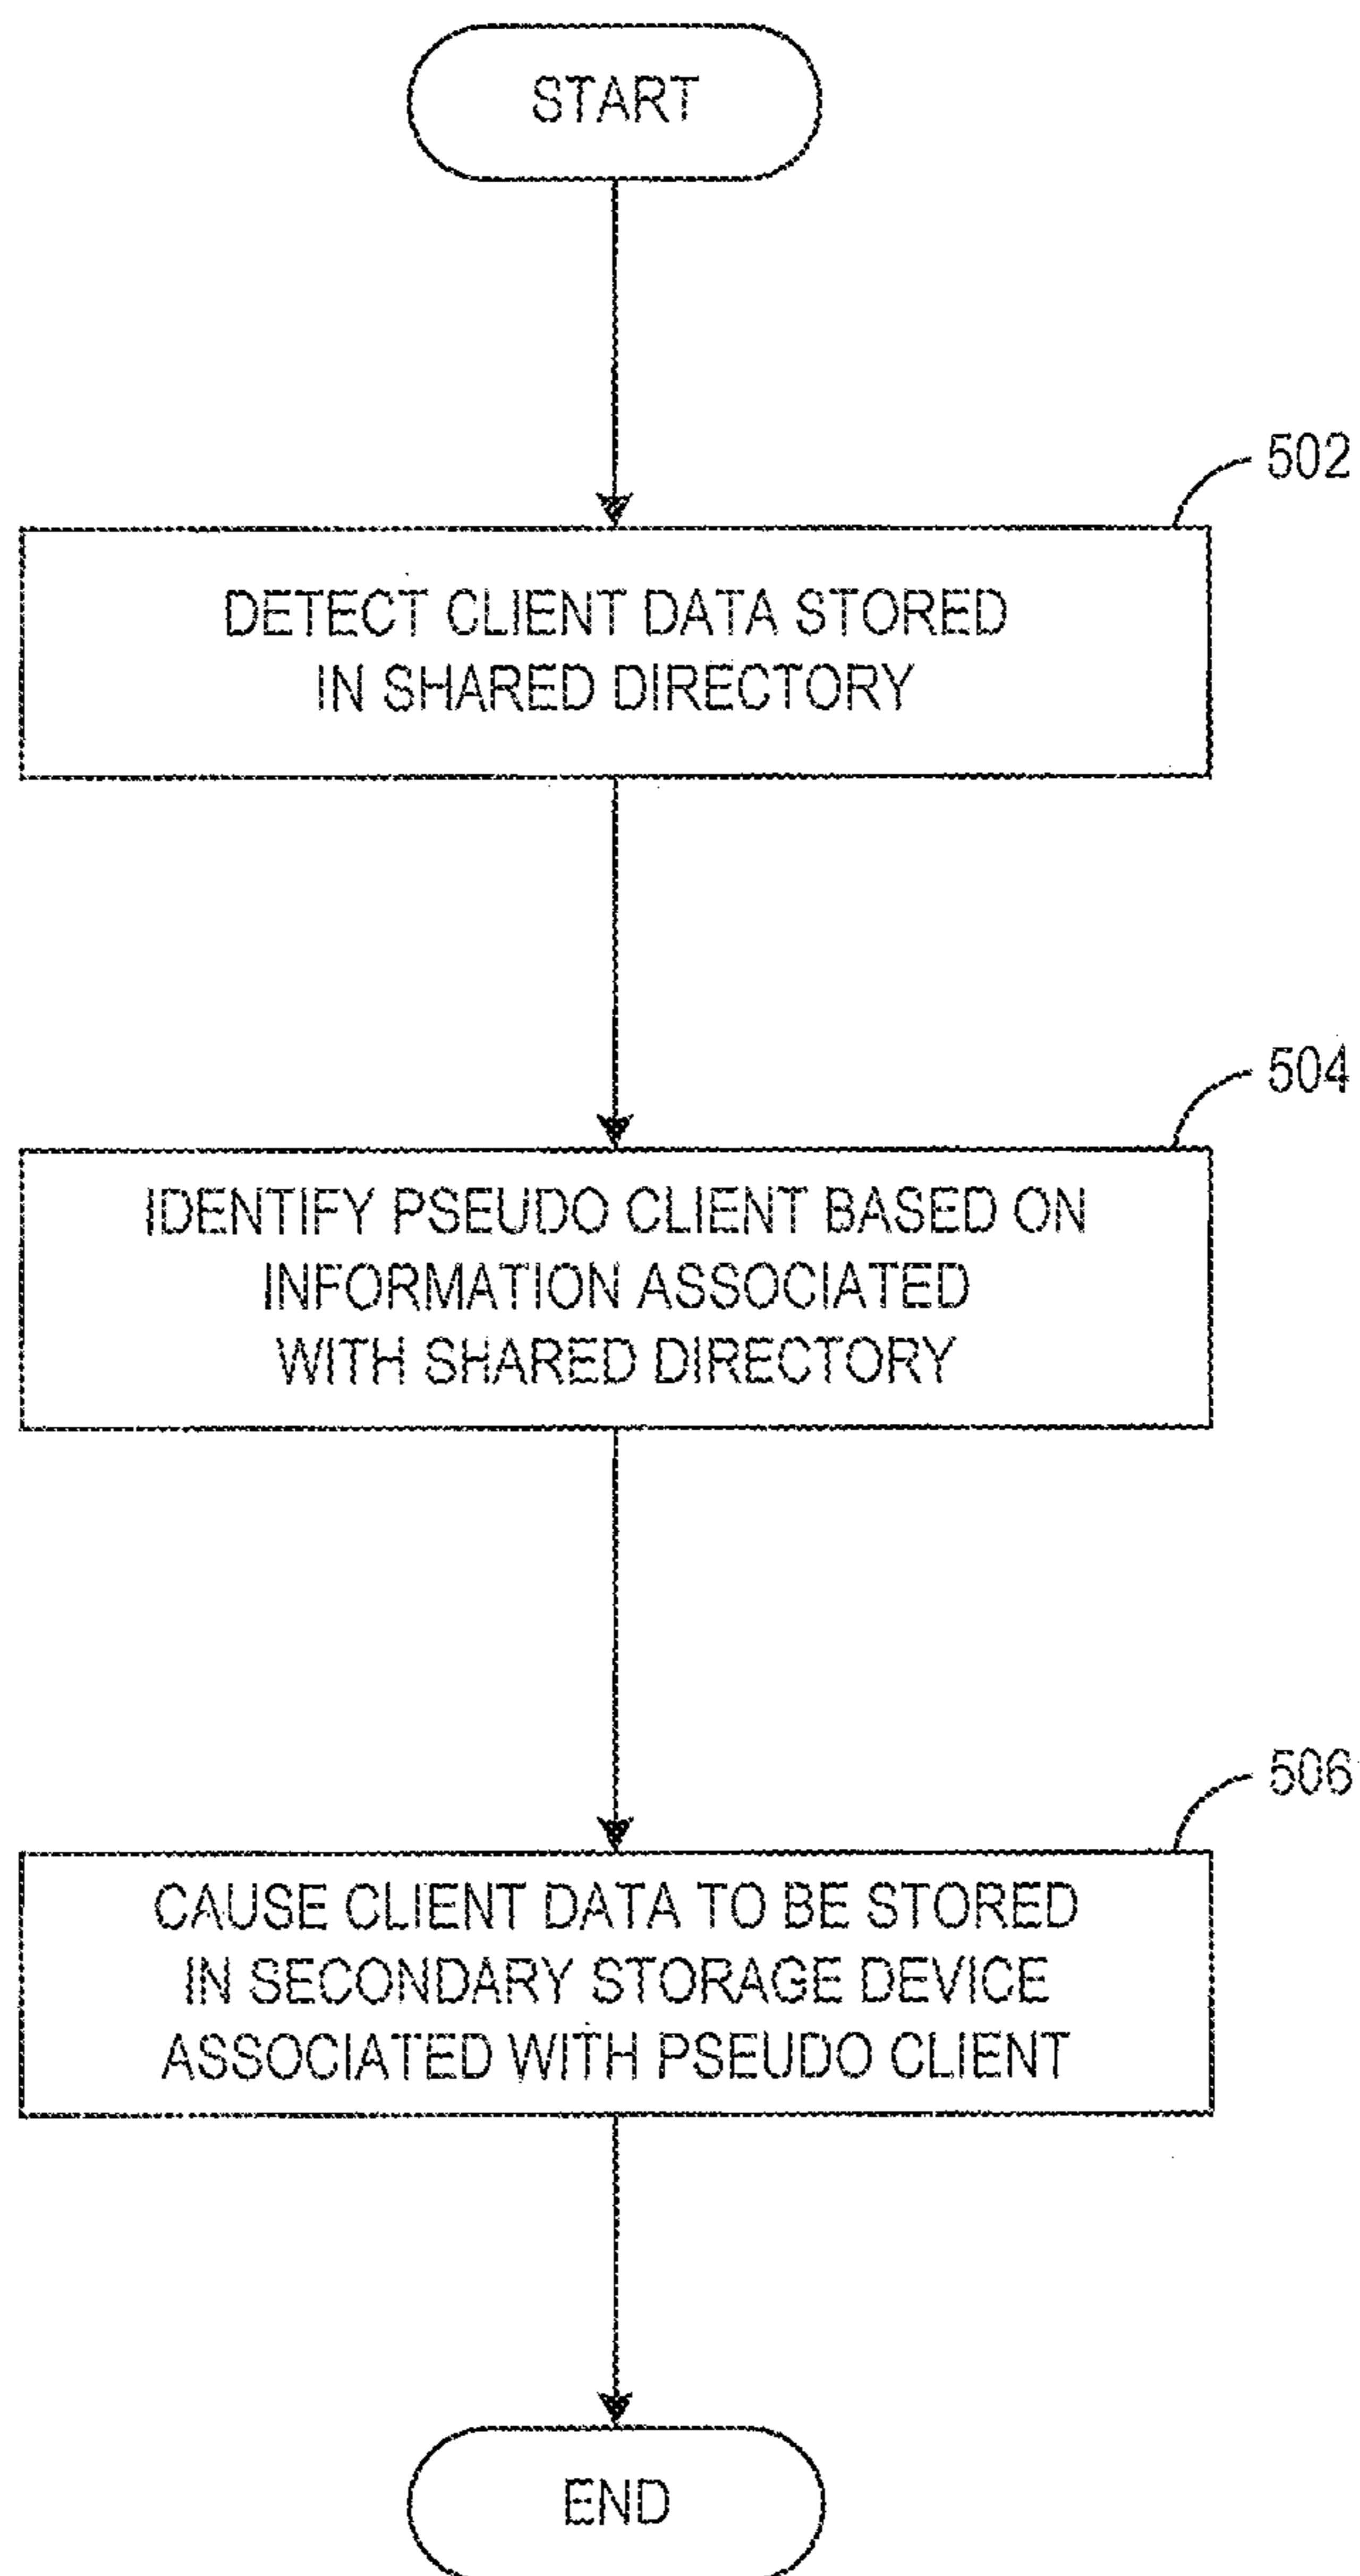 START
502
DETECT CLIENT DATA STORED
IN SHARED DIRECTORY
504
IDENTIFY PSEUDO CLIENT BASED ON
INFORMATION ASSOCIATED
WITH SHARED DIRECTORY
506
CAUSE CLIENT DATA TO BE STORED
IN SECONDARY STORAGE DEVICE
ASSOCIATED WITH PSEUDO CLIENT
END